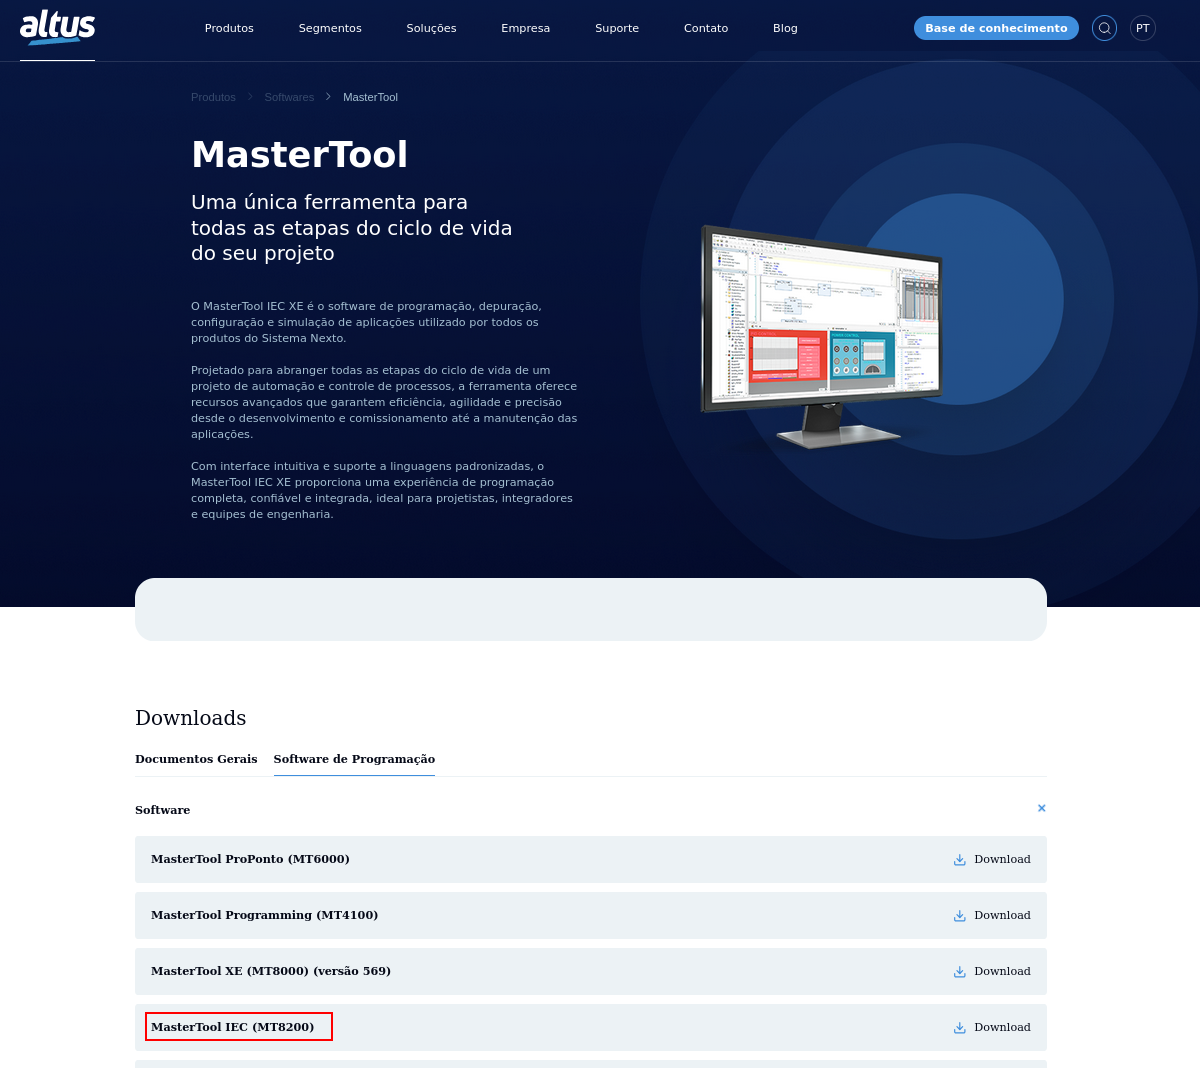 altus
Produtos
Segmentos
Soluções
Empresa
Suporte
Contato
Blog
Base de conhecimento
PT
Produtos
Softwares
MasterTool
MasterTool
Uma única ferramenta para
todas as etapas do ciclo de vida
do seu projeto
O MasterTool IEC XE é o software de programação, depuração,
configuração e simulação de aplicações utilizado por todos os
produtos do Sistema Nexto.
Projetado para abranger todas as etapas do ciclo de vida de um
projeto de automação e controle de processos, a ferramenta oferece
recursos avançados que garantem eficiência, agilidade e precisão
desde o desenvolvimento e comissionamento até a manutenção das
aplicações.
Com interface intuitiva e suporte a linguagens padronizadas, o
MasterTool IEC XE proporciona uma experiência de programação
completa, confiável e integrada, ideal para projetistas, integradores
e equipes de engenharia.
Downloads
Documentos Gerais
Software de Programação
Software
MasterTool ProPonto (MT6000)
Download
MasterTool Programming (MT4100)
Download
MasterTool XE (MT8000) (versão 569)
Download
MasterTool IEC (MT8200)
Download